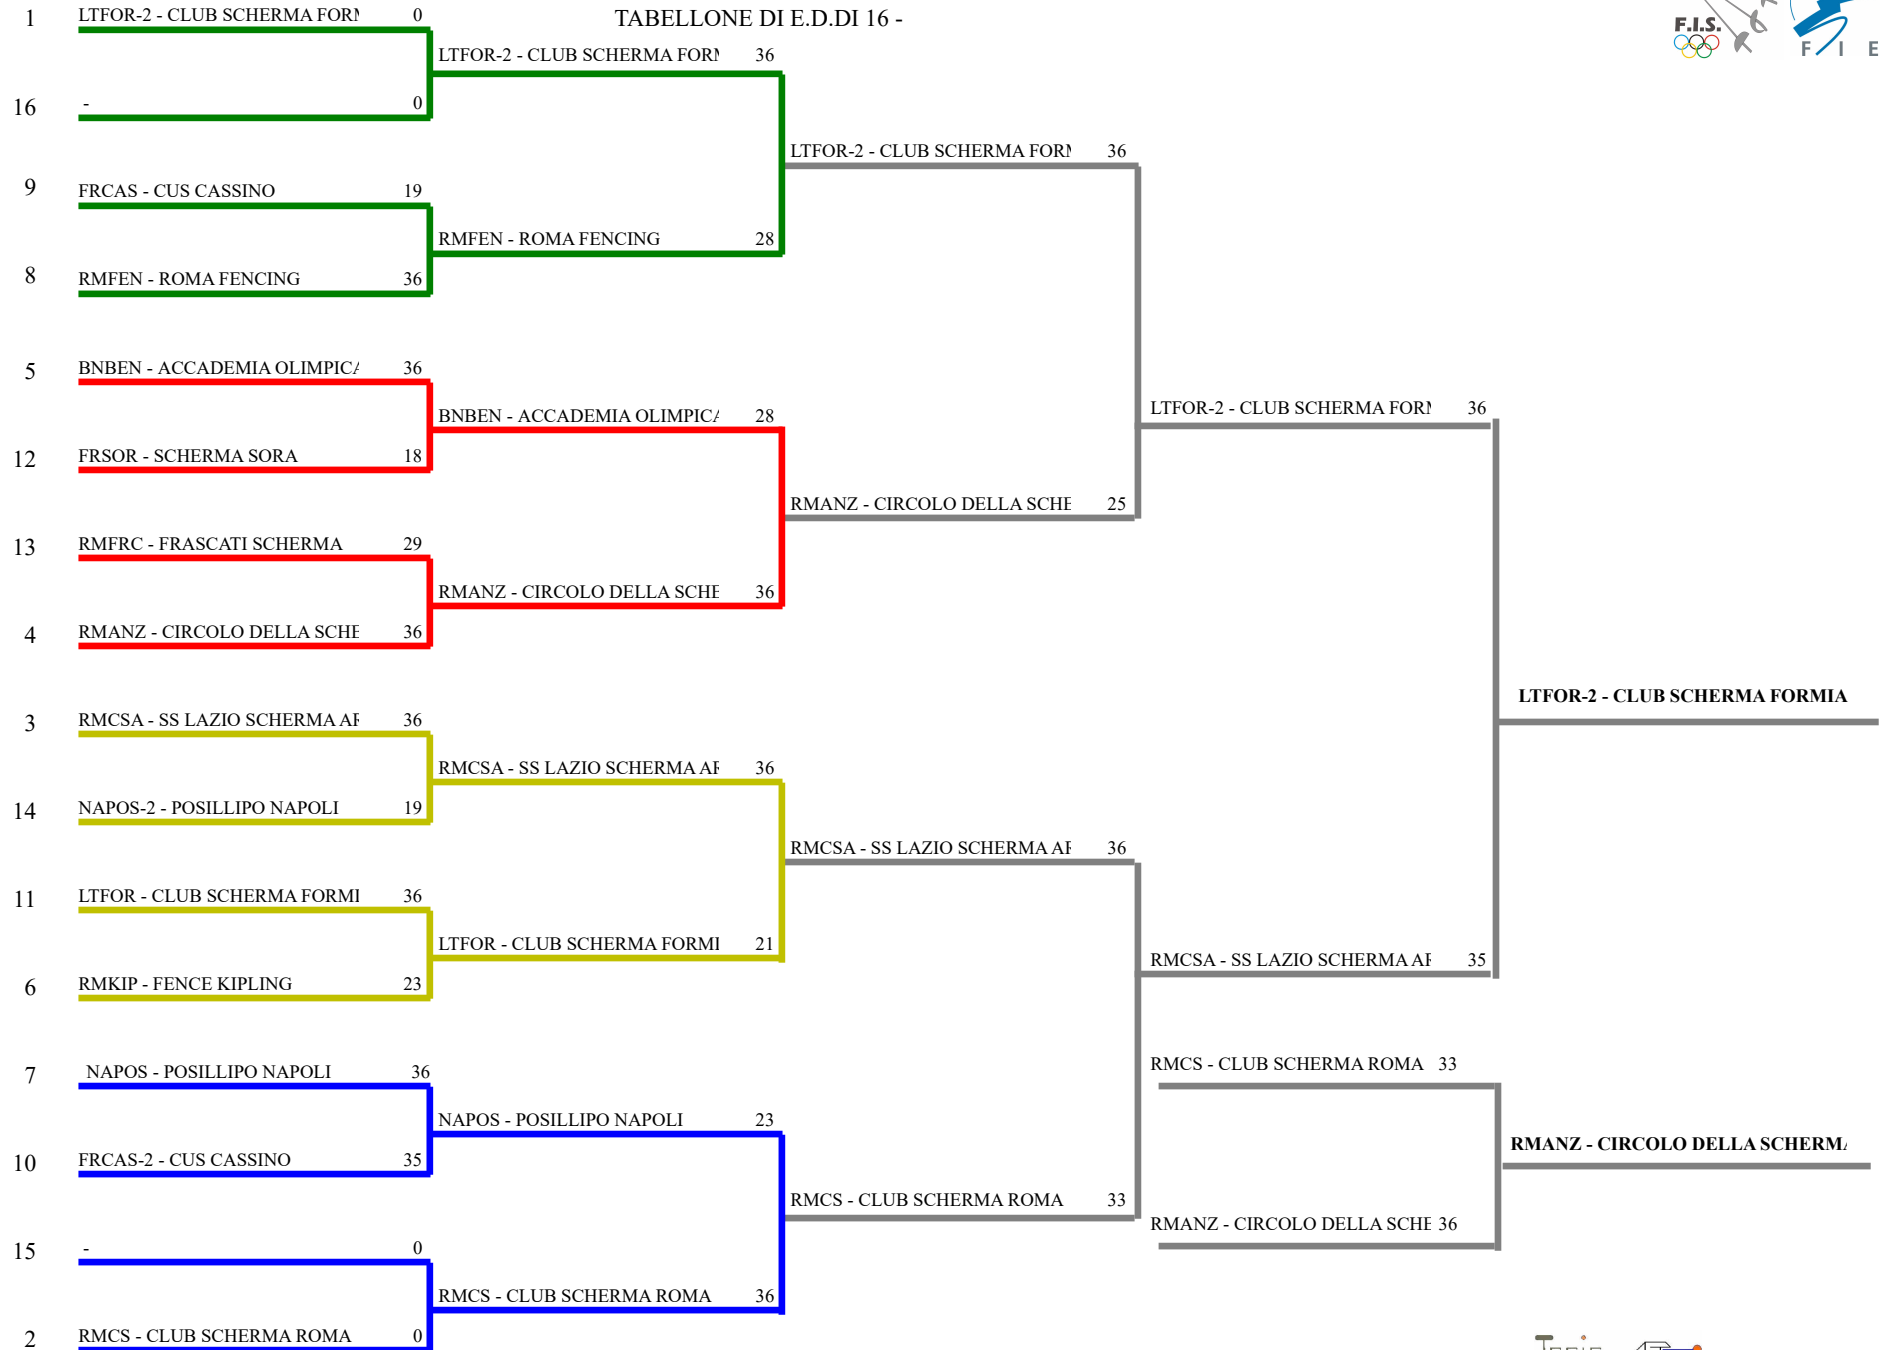 TABELLONE DI E.D.DI 16 -
F.I.S.
F I E
1 LTFOR-2 - CLUB SCHERMA FORM 0
16 - 0
9 FRCAS - CUS CASSINO 19
8 RMFEN - ROMA FENCING 36
5 BNBEN - ACCADEMIA OLIMPICA 36
12 FRSOR - SCHERMA SORA 18
13 RMFRC - FRASCATI SCHERMA 29
4 RMANZ - CIRCOLO DELLA SCHE 36
3 RMCSA - SS LAZIO SCHERMA AR 36
14 NAPOS-2 - POSILLIPO NAPOLI 19
11 LTFOR - CLUB SCHERMA FORMI 36
6 RMKIP - FENCE KIPLING 23
7 NAPOS - POSILLIPO NAPOLI 36
10 FRCAS-2 - CUS CASSINO 35
15 - 0
2 RMCS - CLUB SCHERMA ROMA 0
LTFOR-2 - CLUB SCHERMA FORM 36
RMFEN - ROMA FENCING 28
BNBEN - ACCADEMIA OLIMPICA 28
RMANZ - CIRCOLO DELLA SCHE 36
RMCSA - SS LAZIO SCHERMA AR 36
LTFOR - CLUB SCHERMA FORMI 21
NAPOS - POSILLIPO NAPOLI 23
RMCS - CLUB SCHERMA ROMA 36
LTFOR-2 - CLUB SCHERMA FORM 36
RMANZ - CIRCOLO DELLA SCHE 25
RMCSA - SS LAZIO SCHERMA AR 36
RMCS - CLUB SCHERMA ROMA 33
LTFOR-2 - CLUB SCHERMA FORM 36
RMCSA - SS LAZIO SCHERMA AR 35
RMCS - CLUB SCHERMA ROMA 33
RMANZ - CIRCOLO DELLA SCHE 36
LTFOR-2 - CLUB SCHERMA FORMIA
RMANZ - CIRCOLO DELLA SCHERMA